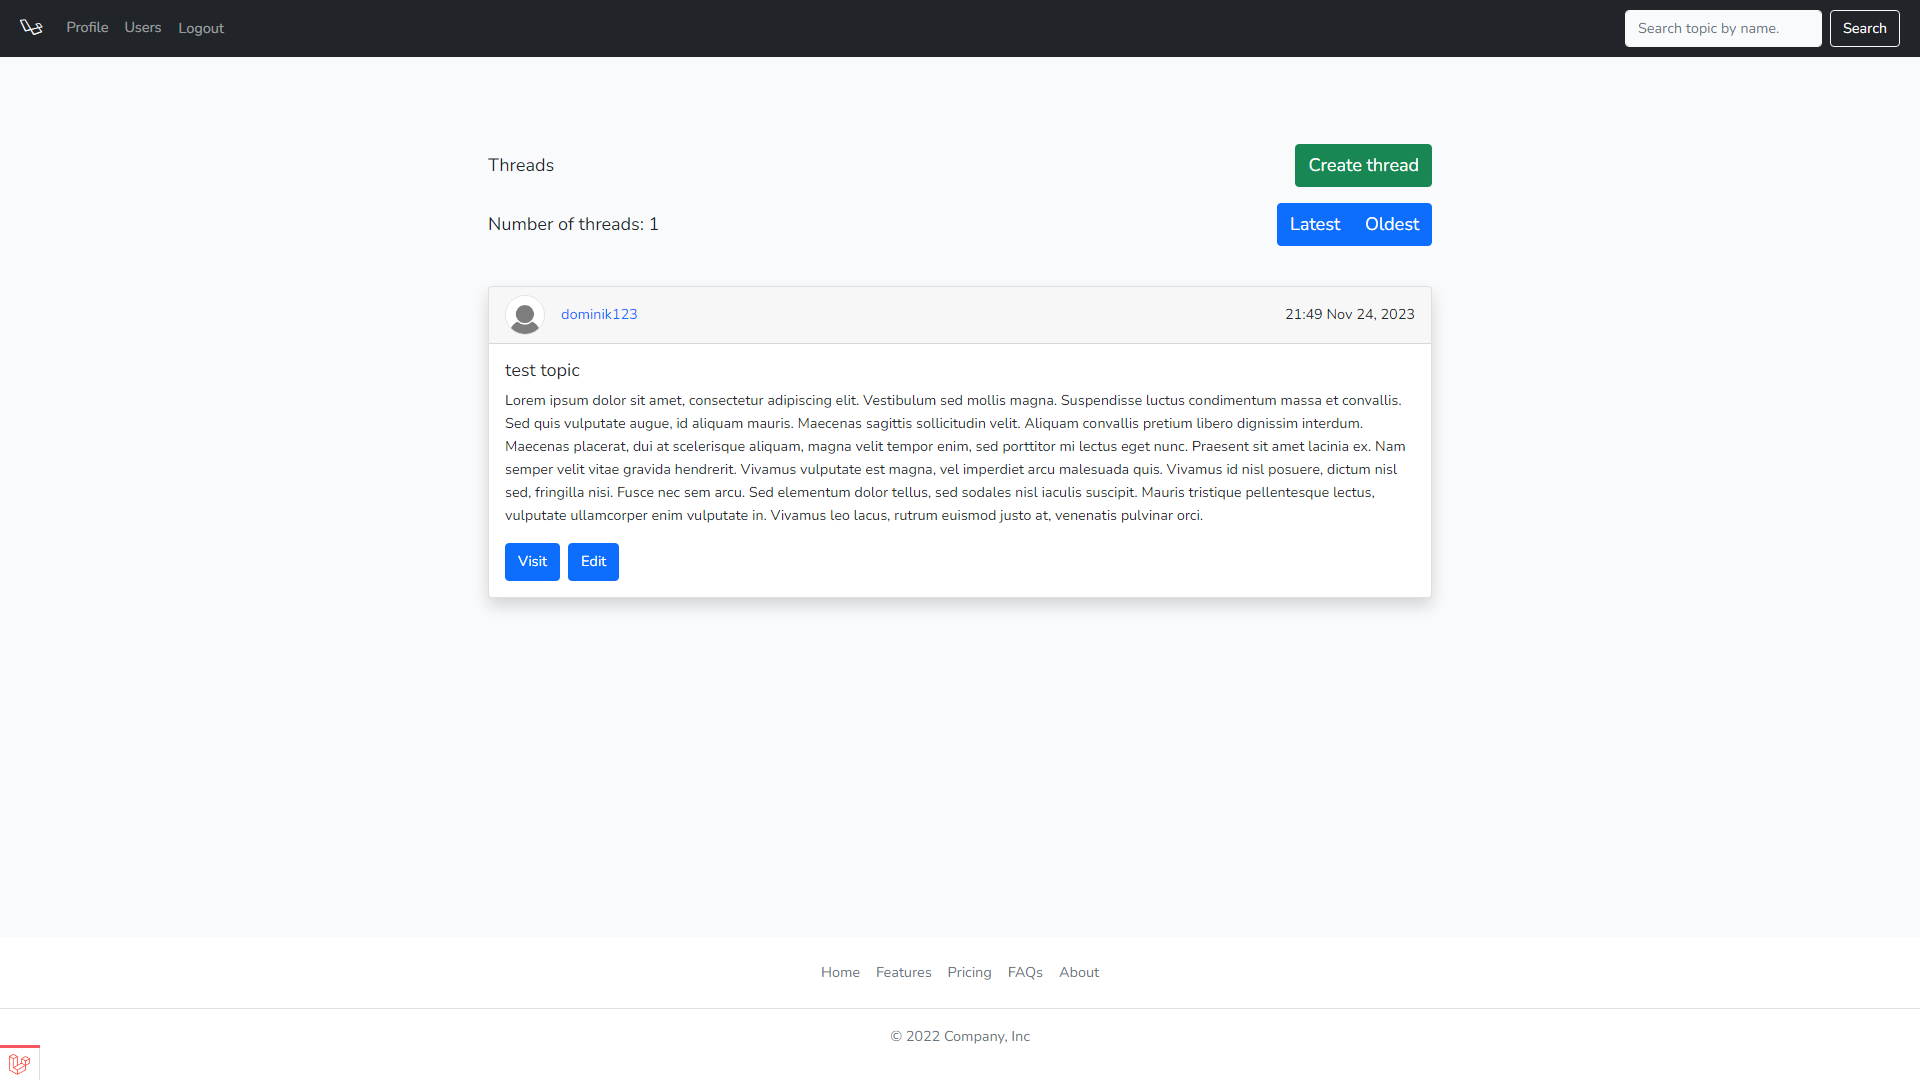 Profile Users Logout Search topic by name. Search
Threads Create thread
Number of threads: 1 Latest Oldest
dominik123 21:49 Nov 24, 2023
test topic
Lorem ipsum dolor sit amet, consectetur adipiscing elit. Vestibulum sed mollis magna. Suspendisse luctus condimentum massa et convallis.
Sed quis vulputate augue, id aliquam mauris. Maecenas sagittis sollicitudin velit. Aliquam convallis pretium libero dignissim interdum.
Maecenas placerat, dui at scelerisque aliquam, magna velit tempor enim, sed porttitor mi lectus eget nunc. Praesent sit amet lacinia ex. Nam
semper velit vitae gravida hendrerit. Vivamus vulputate est magna, vel imperdiet arcu malesuada quis. Vivamus id nisl posuere, dictum nisl
sed, fringilla nisi. Fusce nec sem arcu. Sed elementum dolor tellus, sed sodales nisl iaculis suscipit. Mauris tristique pellentesque lectus,
vulputate ullamcorper enim vulputate in. Vivamus leo lacus, rutrum euismod justo at, venenatis pulvinar orci.
Visit Edit
Home Features Pricing FAQs About
© 2022 Company, Inc